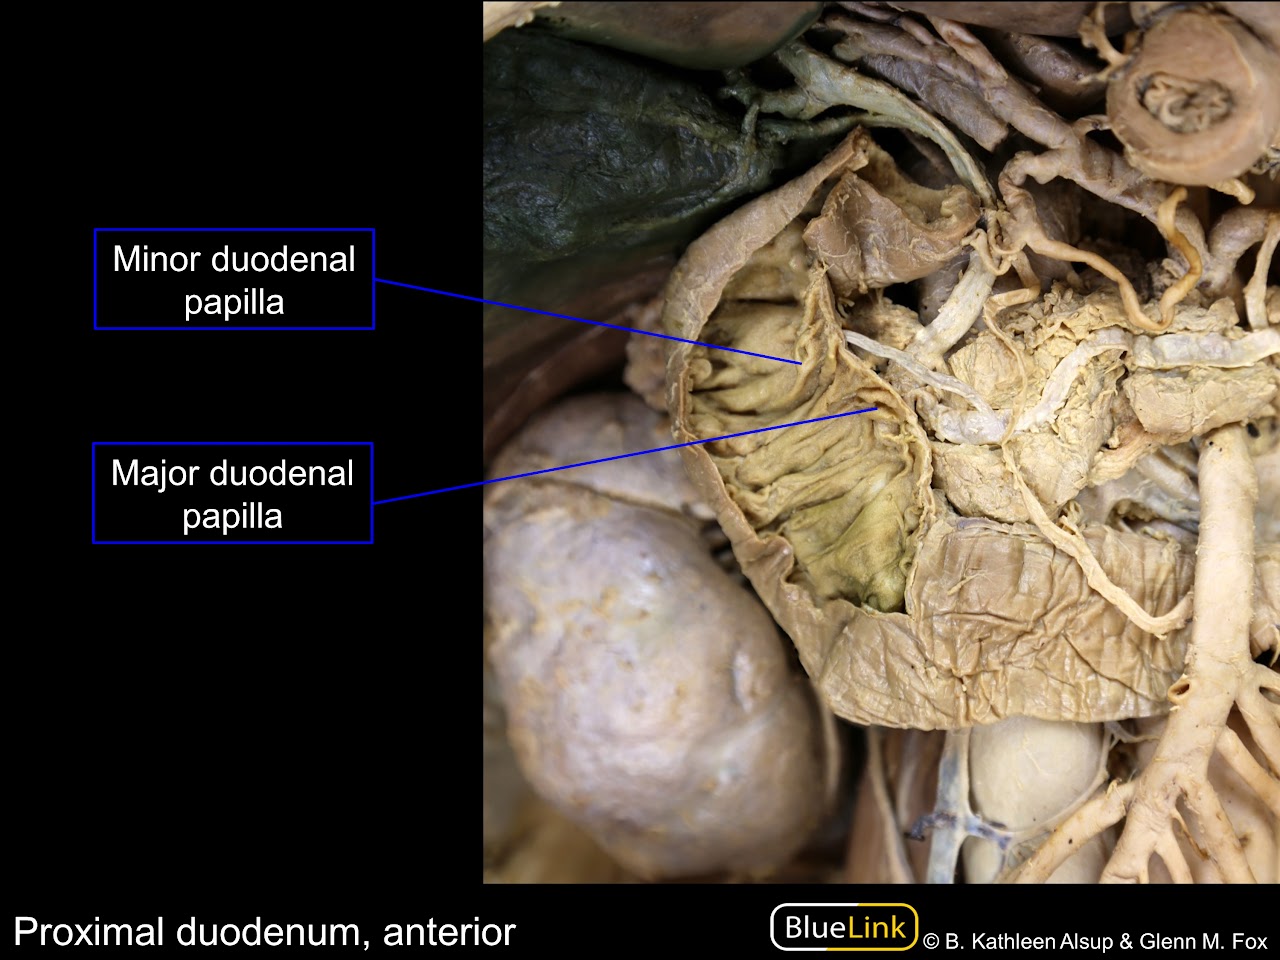 Minor duodenal
papilla
Major duodenal
papilla
Proximal duodenum, anterior
BlueLink
© B. Kathleen Alsup & Glenn M. Fox